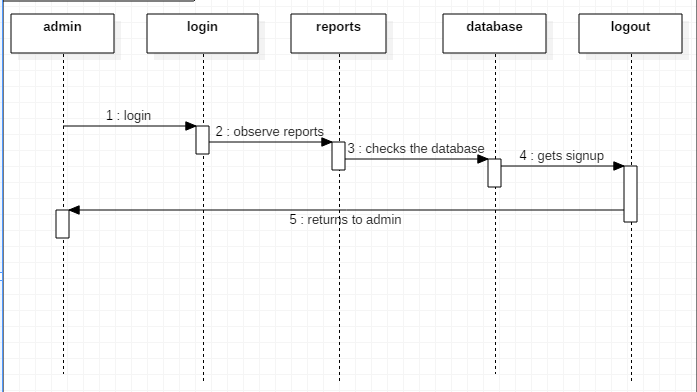 admin
login
reports
database
logout
1 : login
2 : observe reports
3 : checks the database
4 : gets signup
5 : returns to admin